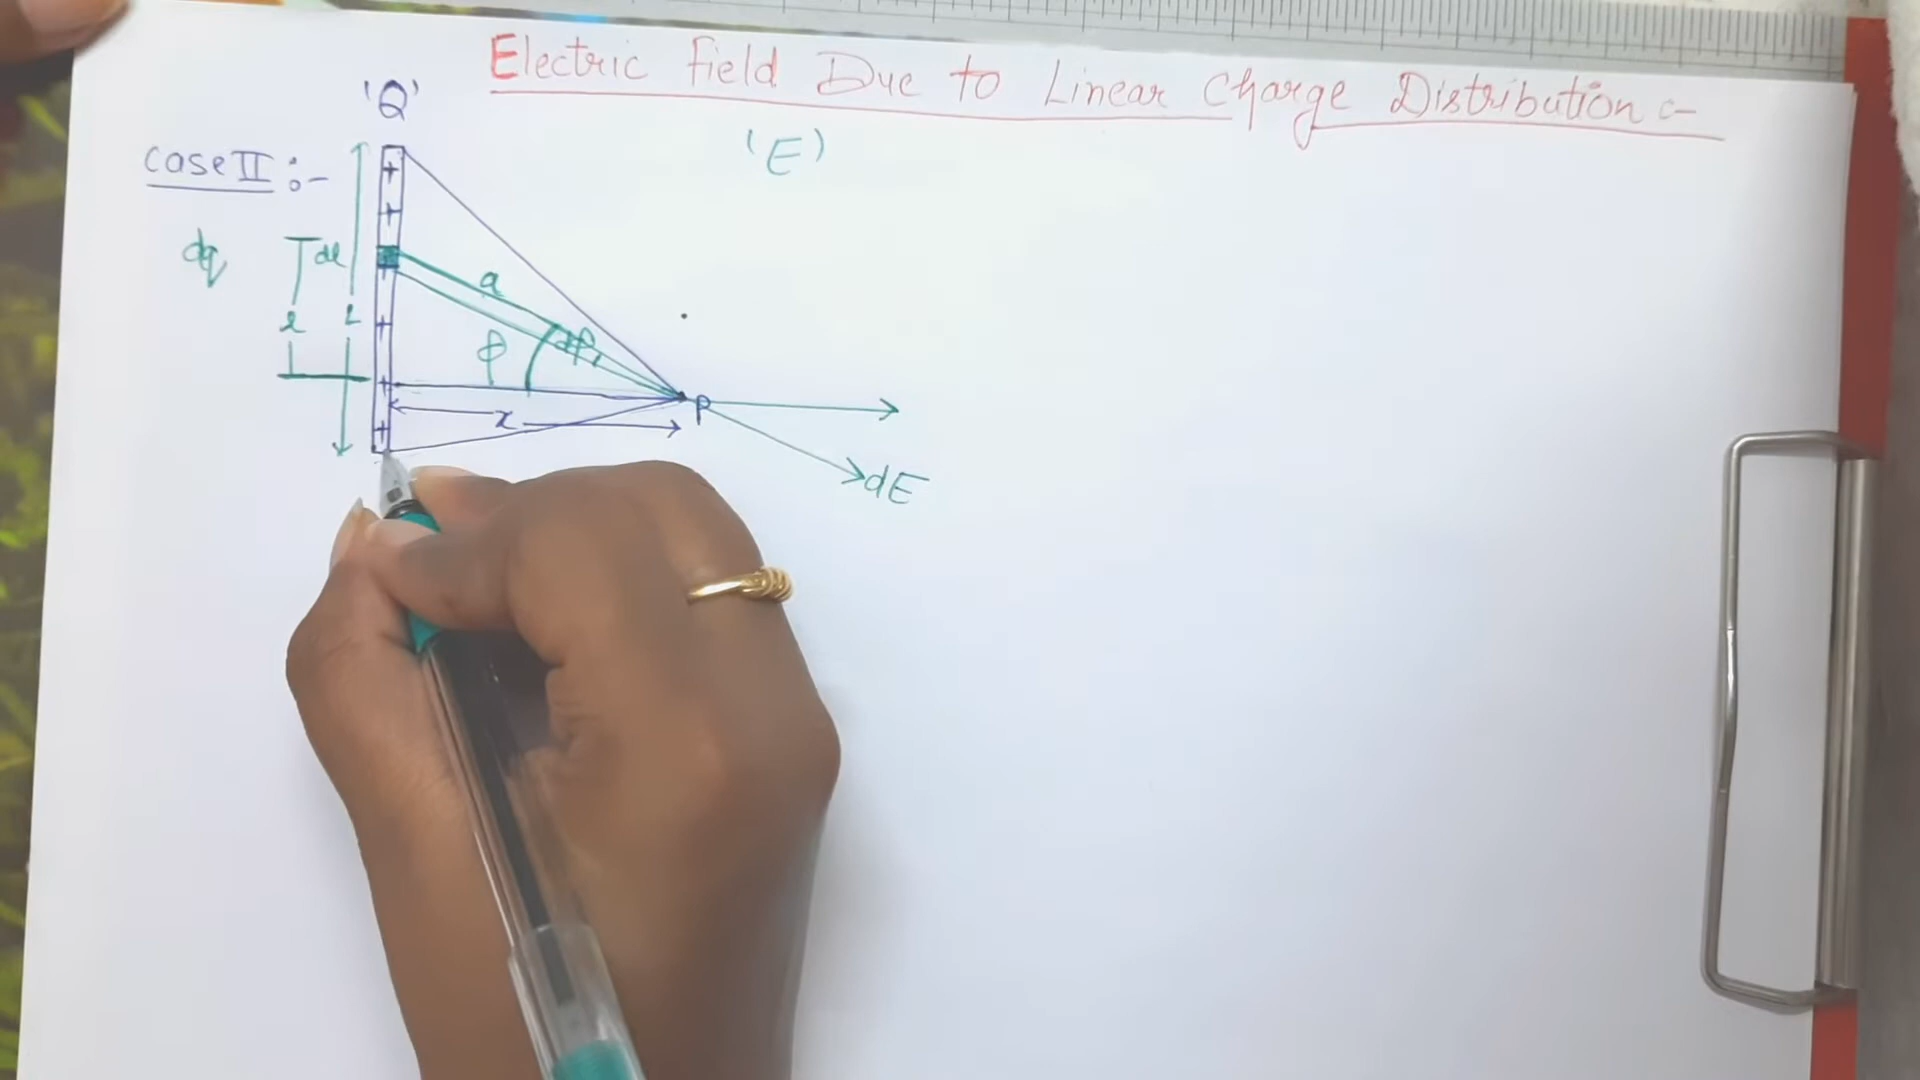 Electric field Due to Linear Charge Distribution :-
'Q'
(E)
Case II :-
dq
dl
a
l
L
φ
dφ
x
P
dE